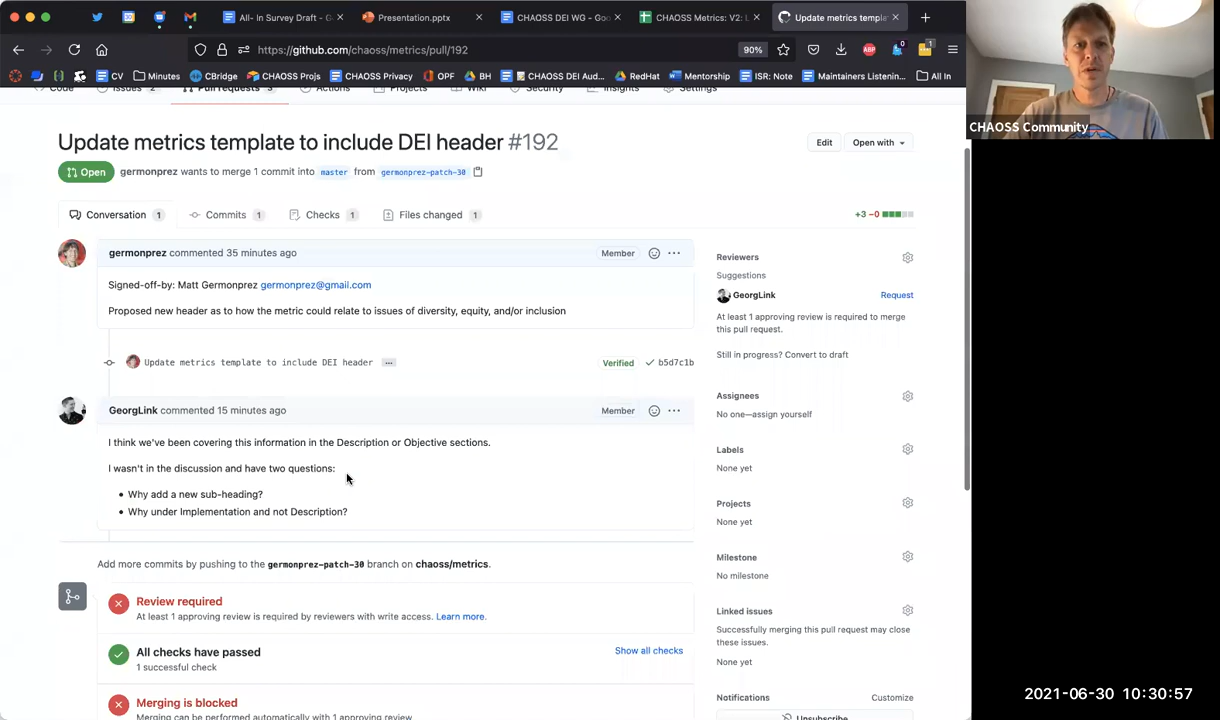 All- In Survey Draft - G
Presentation.pptx
CHAOSS DEI WG - Goo
CHAOSS Metrics: V2: L
Update metrics templa
https://github.com/chaoss/metrics/pull/192
90%
CV
Minutes
CBridge
CHAOSS Projs
CHAOSS Privacy
OPF
BH
CHAOSS DEI Aud...
RedHat
Mentorship
ISR: Note
Maintainers Listenin...
All In
Code
Issues 2
Pull requests 3
Actions
Projects
Wiki
Security
Insights
Settings
CHAOSS Community
Update metrics template to include DEI header #192
Edit
Open with
Open
germonprez wants to merge 1 commit into master from germonprez-patch-30
Conversation 1
Commits 1
Checks 1
Files changed 1
+3 −0
germonprez commented 35 minutes ago
Member
Signed-off-by: Matt Germonprez germonprez@gmail.com
Proposed new header as to how the metric could relate to issues of diversity, equity, and/or inclusion
Update metrics template to include DEI header
Verified
b5d7c1b
GeorgLink commented 15 minutes ago
Member
I think we've been covering this information in the Description or Objective sections.
I wasn't in the discussion and have two questions:
• Why add a new sub-heading?
• Why under Implementation and not Description?
Add more commits by pushing to the germonprez-patch-30 branch on chaoss/metrics.
Review required
At least 1 approving review is required by reviewers with write access. Learn more.
All checks have passed
1 successful check
Show all checks
Merging is blocked
Merging can be performed automatically with 1 approving review
Reviewers
Suggestions
GeorgLink
Request
At least 1 approving review is required to merge
this pull request.
Still in progress? Convert to draft
Assignees
No one—assign yourself
Labels
None yet
Projects
None yet
Milestone
No milestone
Linked issues
Successfully merging this pull request may close
these issues.
None yet
Notifications
Customize
Unsubscribe
2021-06-30 10:30:57